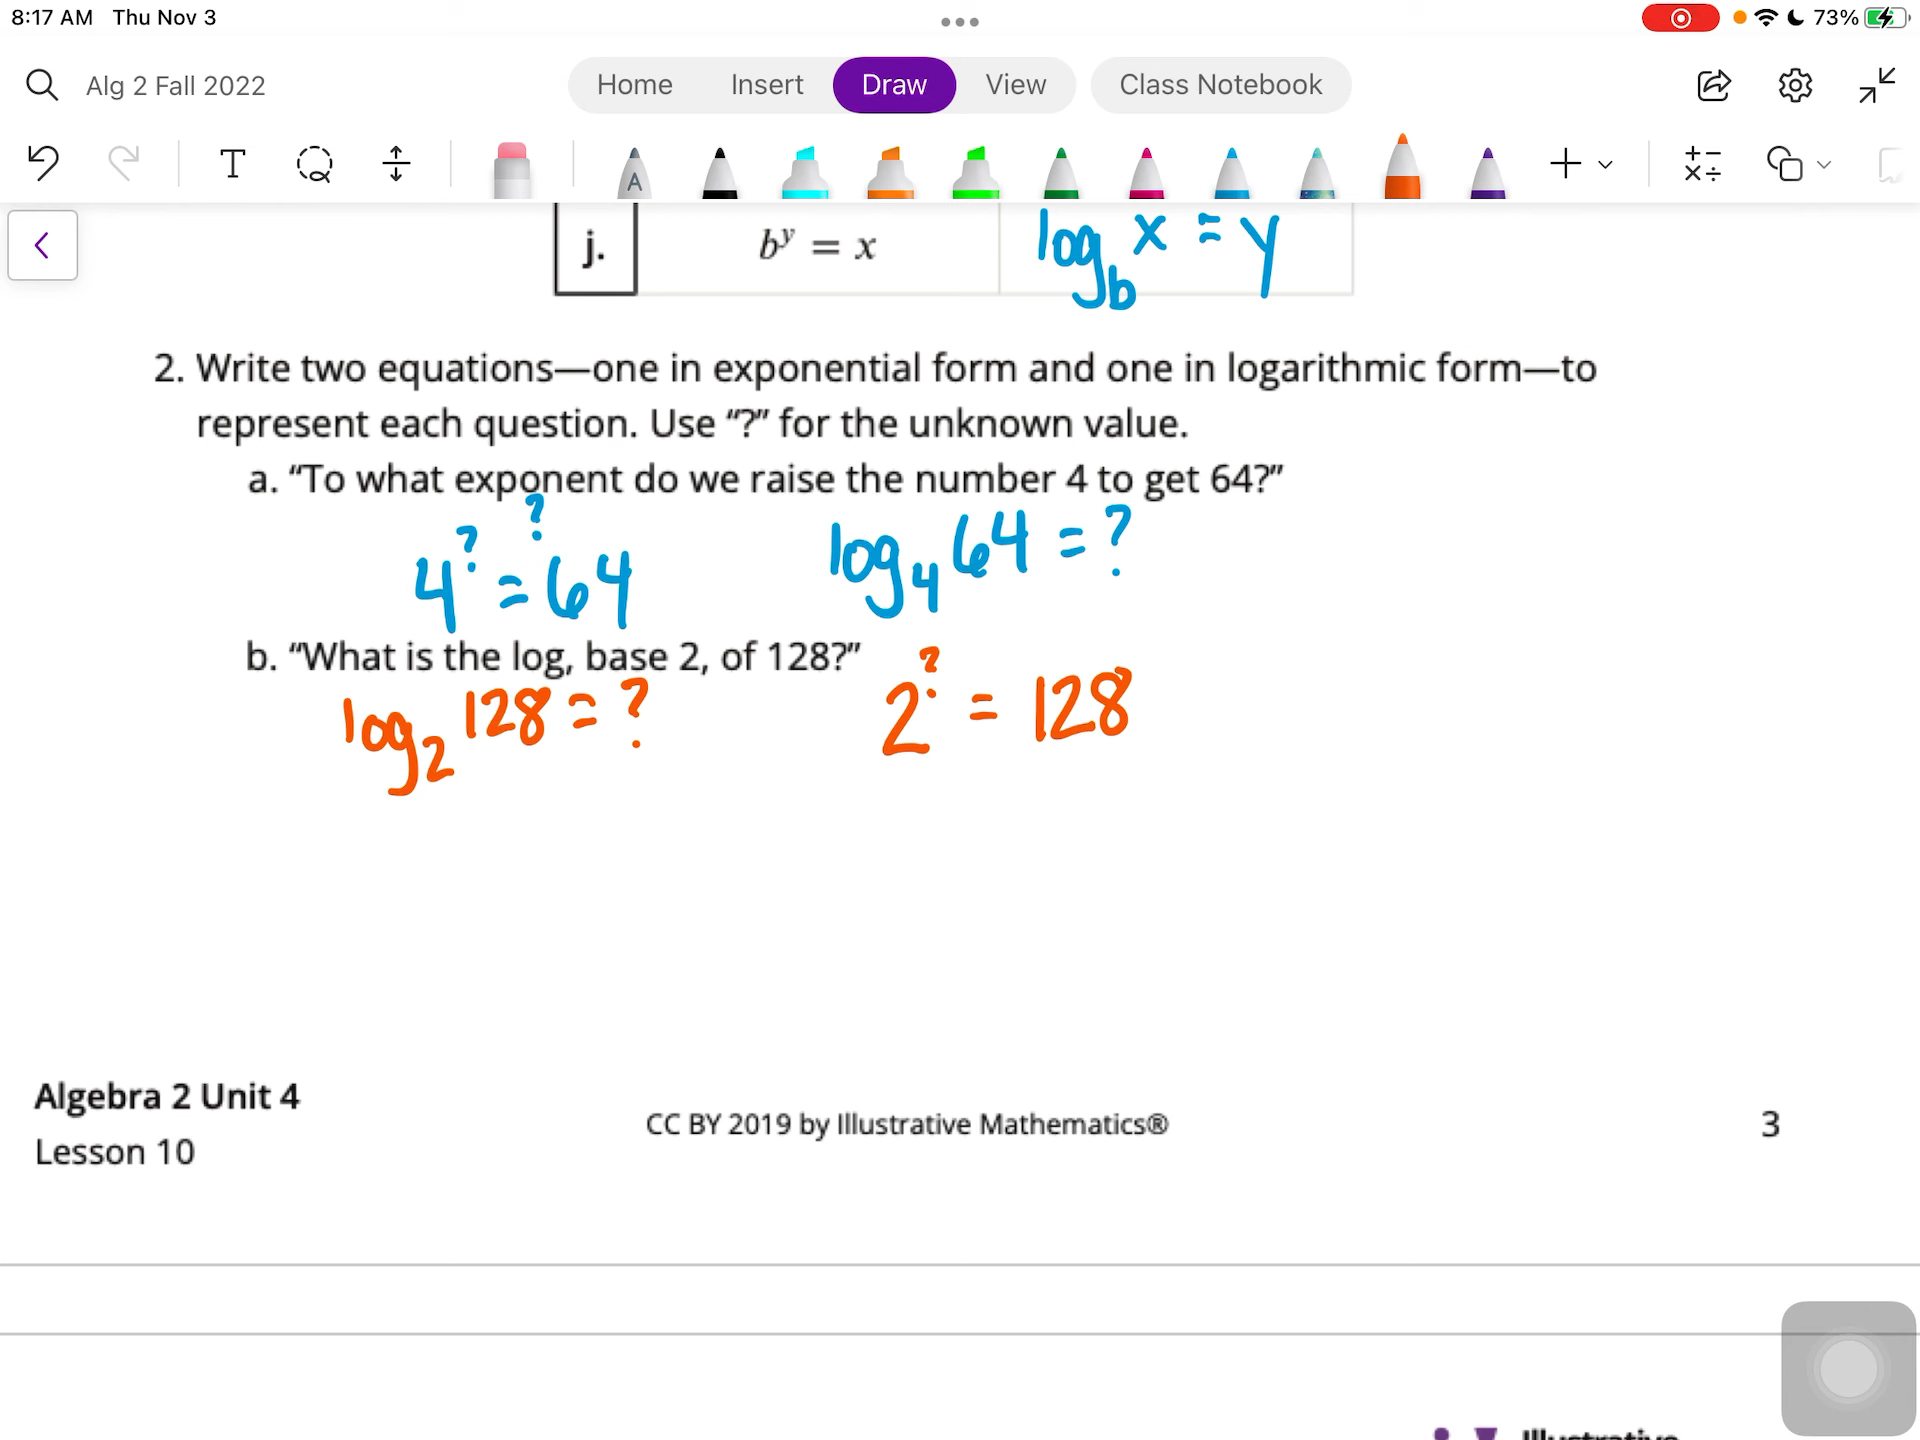 8:17 AM Thu Nov 3
73%
Alg 2 Fall 2022
Home Insert Draw View Class Notebook
T A
j. b^y = x log_b x = y
2. Write two equations—one in exponential form and one in logarithmic form—to
represent each question. Use “?” for the unknown value.
a. “To what exponent do we raise the number 4 to get 64?”
?
4^? = 64 log_4 64 = ?
b. “What is the log, base 2, of 128?”
log_2 128 = ? 2^? = 128
Algebra 2 Unit 4
Lesson 10
CC BY 2019 by Illustrative Mathematics®
3